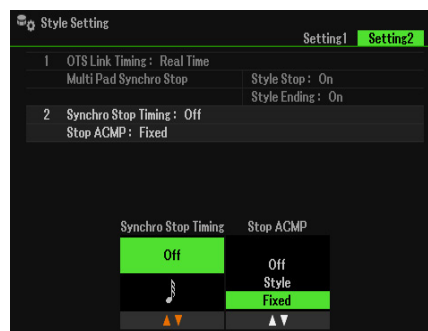 Style Setting
Setting1 Setting2
1 OTS Link Timing : Real Time
Multi Pad Synchro Stop Style Stop : On
Style Ending : On
2 Synchro Stop Timing : Off
Stop ACMP : Fixed
Synchro Stop Timing Stop ACMP
Off
Off
Style
Fixed